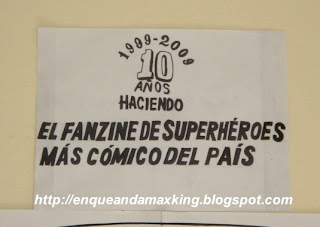 1999-2009
10
AÑOS
HACIENDO
EL FANZINE DE SUPERHÉROES
MÁS CÓMICO DEL PAÍS
http://enqueandamaxking.blogspot.com